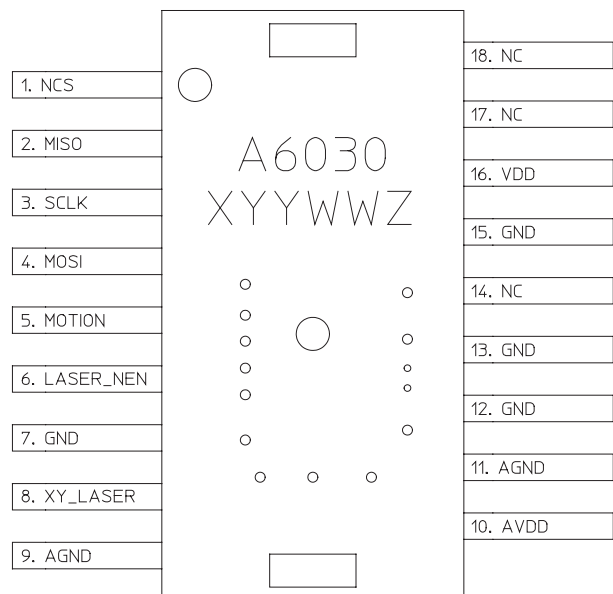 1. NCS
2. MISO
3. SCLK
4. MOSI
5. MOTION
6. LASER_NEN
7. GND
8. XY_LASER
9. AGND
A6030
XYYWWZ
18. NC
17. NC
16. VDD
15. GND
14. NC
13. GND
12. GND
11. AGND
10. AVDD